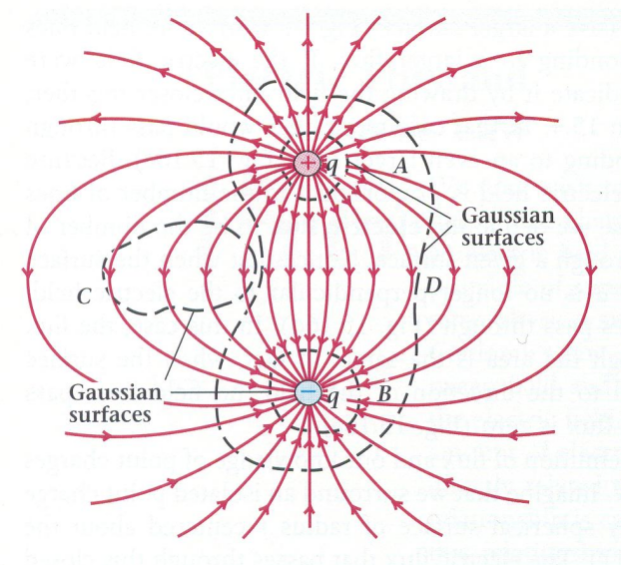 + q A
Gaussian
surfaces
C
D
Gaussian
surfaces
− q B